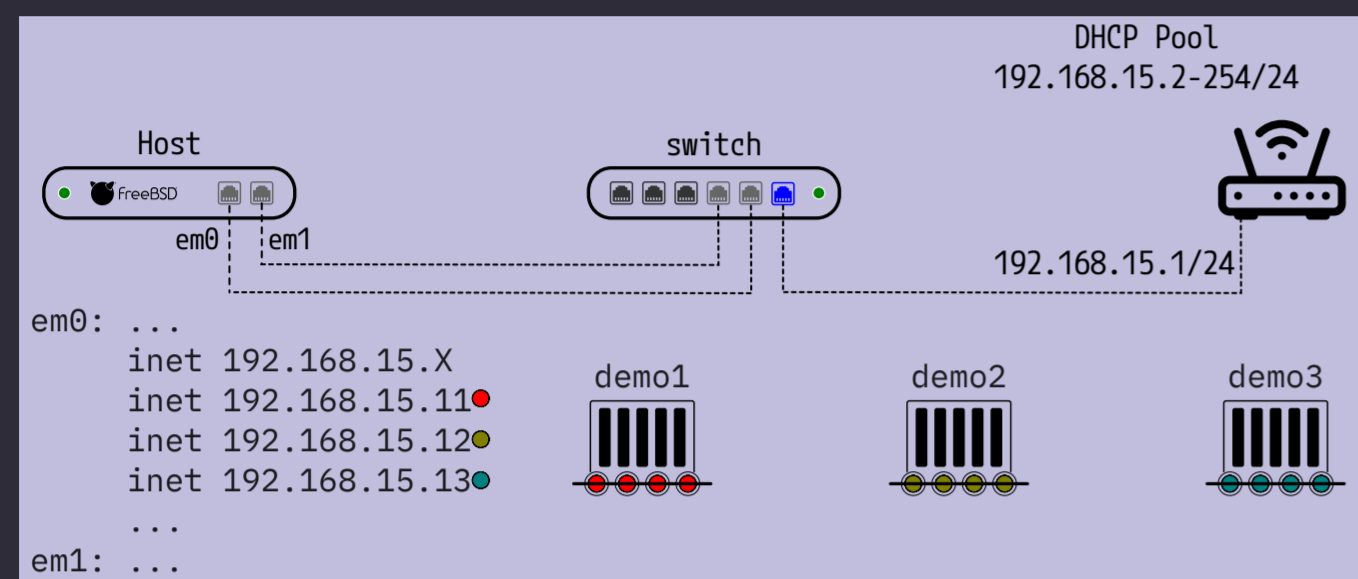 DHCP Pool
192.168.15.2-254/24
Host
switch
FreeBSD
em0
em1
192.168.15.1/24
em0: ...
inet 192.168.15.X
inet 192.168.15.11
inet 192.168.15.12
inet 192.168.15.13
...
em1: ...
demo1
demo2
demo3